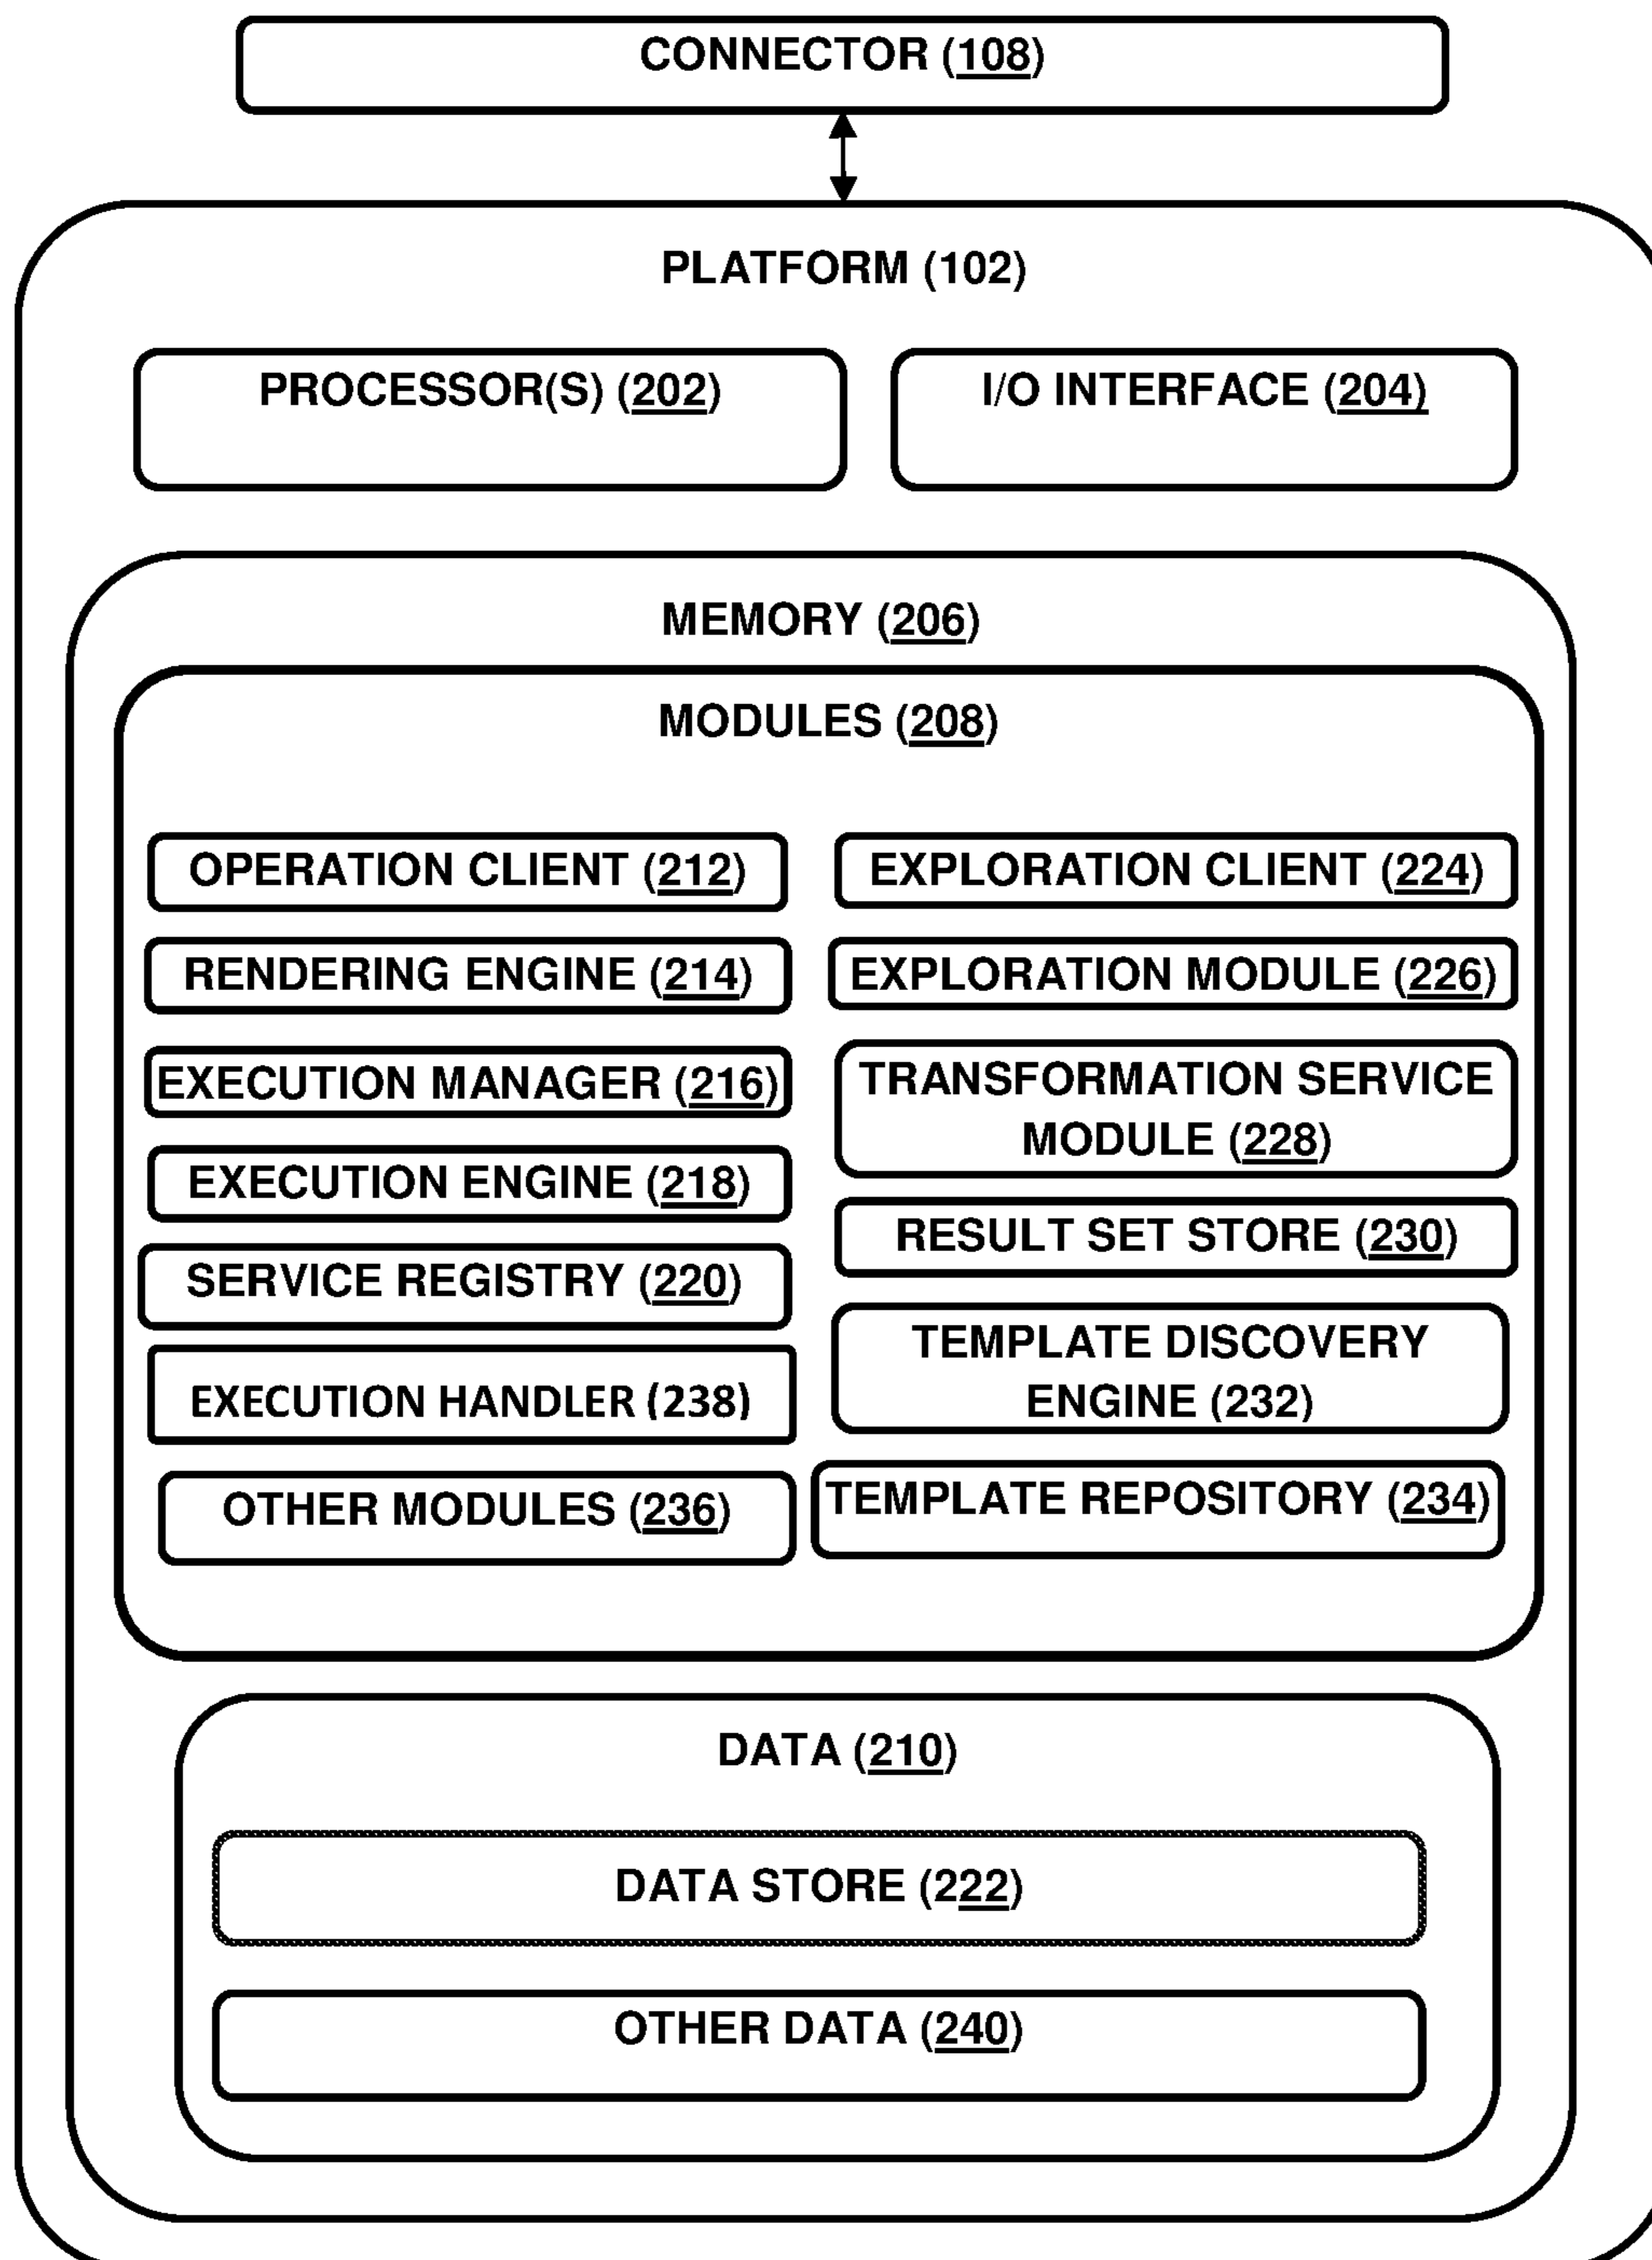 CONNECTOR (108)
PLATFORM (102)
PROCESSOR(S) (202)
I/O INTERFACE (204)
MEMORY (206)
MODULES (208)
OPERATION CLIENT (212)
RENDERING ENGINE (214)
EXECUTION MANAGER (216)
EXECUTION ENGINE (218)
SERVICE REGISTRY (220)
EXECUTION HANDLER (238)
OTHER MODULES (236)
EXPLORATION CLIENT (224)
EXPLORATION MODULE (226)
TRANSFORMATION SERVICE
MODULE (228)
RESULT SET STORE (230)
TEMPLATE DISCOVERY
ENGINE (232)
TEMPLATE REPOSITORY (234)
DATA (210)
DATA STORE (222)
OTHER DATA (240)